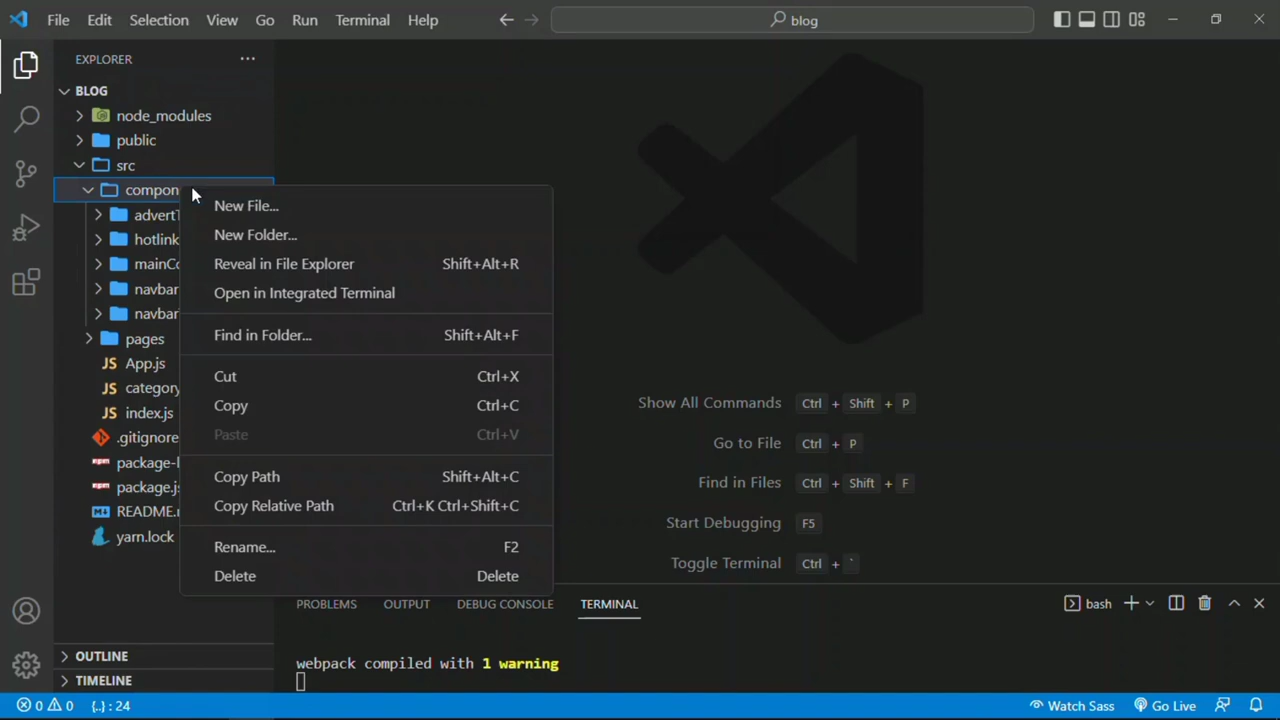 File Edit Selection View Go Run Terminal Help
blog
EXPLORER
BLOG
node_modules
public
src
compon
advertT
hotlink
mainCo
navbar
navbar
pages
JS App.js
JS category
JS index.js
.gitignore
package-l
package.js
README.r
yarn.lock
OUTLINE
TIMELINE
New File...
New Folder...
Reveal in File Explorer Shift+Alt+R
Open in Integrated Terminal
Find in Folder... Shift+Alt+F
Cut Ctrl+X
Copy Ctrl+C
Paste Ctrl+V
Copy Path Shift+Alt+C
Copy Relative Path Ctrl+K Ctrl+Shift+C
Rename... F2
Delete Delete
Show All Commands Ctrl + Shift + P
Go to File Ctrl + P
Find in Files Ctrl + Shift + F
Start Debugging F5
Toggle Terminal Ctrl + `
PROBLEMS OUTPUT DEBUG CONSOLE TERMINAL
bash
webpack compiled with 1 warning
0 0 {..} : 24
Watch Sass Go Live